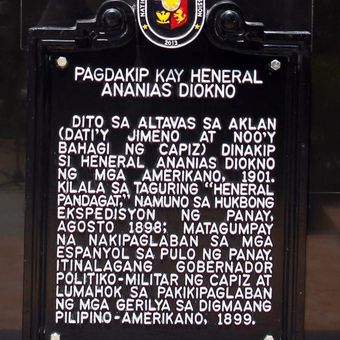 2013
PAGDAKIP KAY HENERAL
ANANIAS DIOKNO
DITO SA ALTAVAS SA AKLAN
(DATI'Y JIMENO AT NOO'Y
BAHAGI NG CAPIZ) DINAKIP
SI HENERAL ANANIAS DIOKNO
NG MGA AMERIKANO, 1901.
KILALA SA TAGURING "HENERAL
PANDAGAT," NAMUNO SA HUKBONG
EKSPEDISYON NG PANAY,
AGOSTO 1898; MATAGUMPAY
NA NAKIPAGLABAN SA MGA
ESPANYOL SA PULO NG PANAY.
ITINALAGANG GOBERNADOR
POLITIKO-MILITAR NG CAPIZ AT
LUMAHOK SA PAKIKIPAGLABAN
NG MGA GERILYA SA DIGMAANG
PILIPINO-AMERIKANO, 1899.